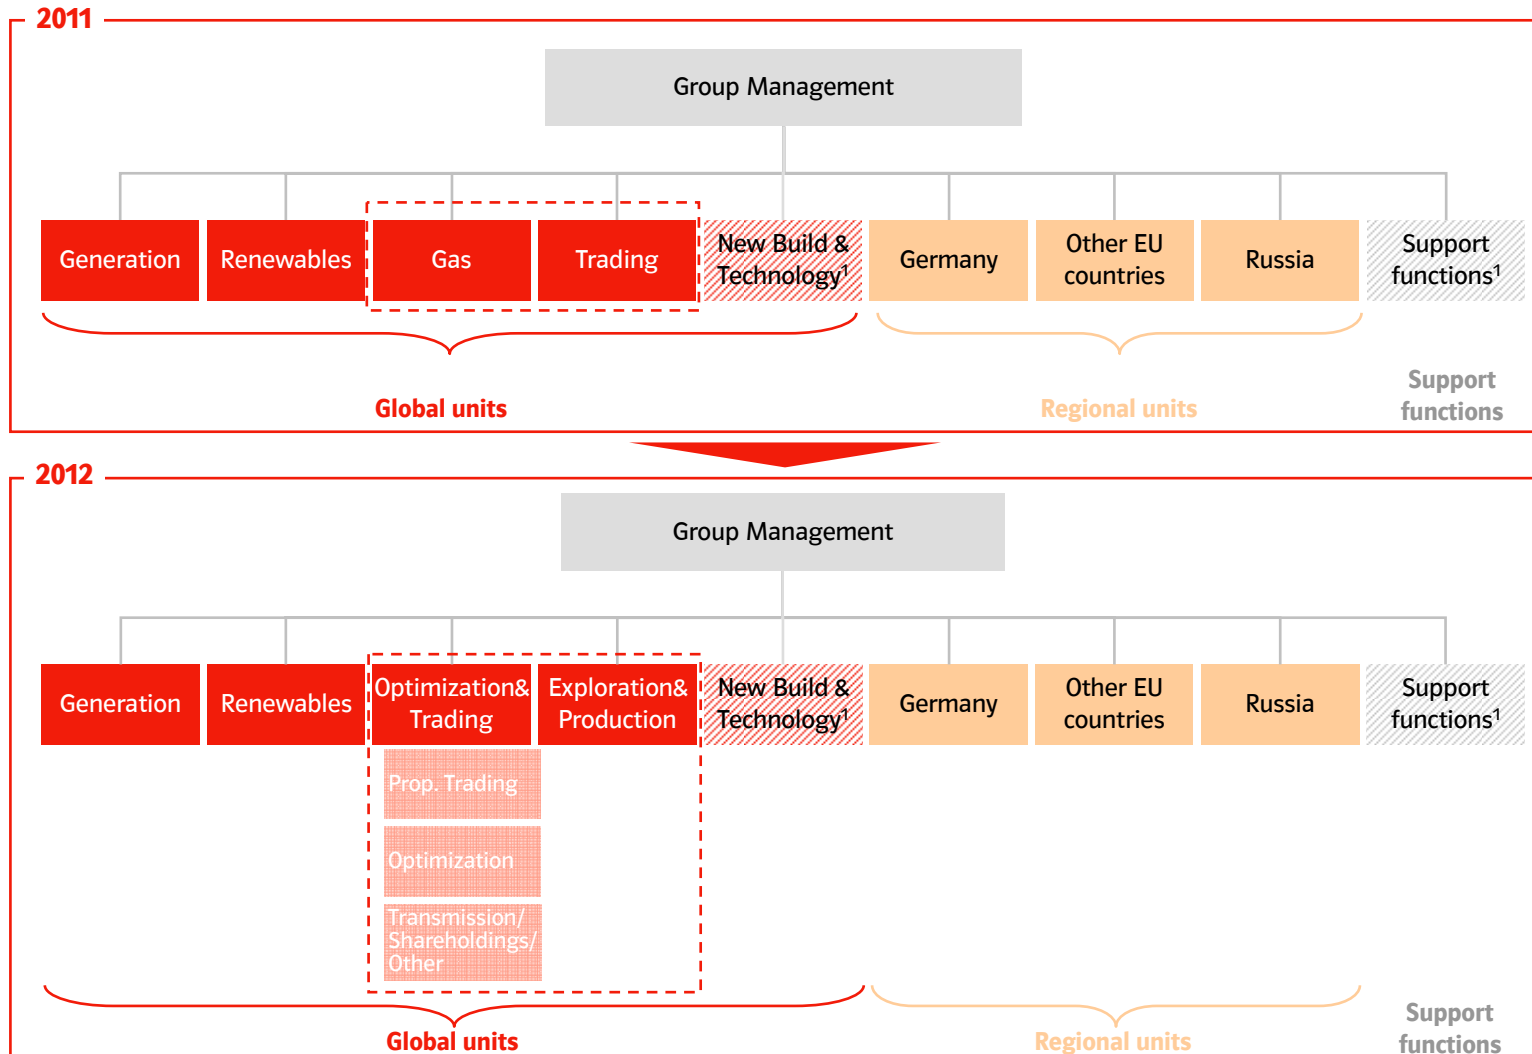 2011
Group Management
Generation
Renewables
Gas
Trading
New Build &
Technology¹
Germany
Other EU
countries
Russia
Support
functions¹
Global units
Regional units
Support
functions
2012
Group Management
Generation
Renewables
Optimization&
Trading
Exploration&
Production
New Build &
Technology¹
Germany
Other EU
countries
Russia
Support
functions¹
Prop. Trading
Optimization
Transmission/
Shareholdings/
Other
Global units
Regional units
Support
functions